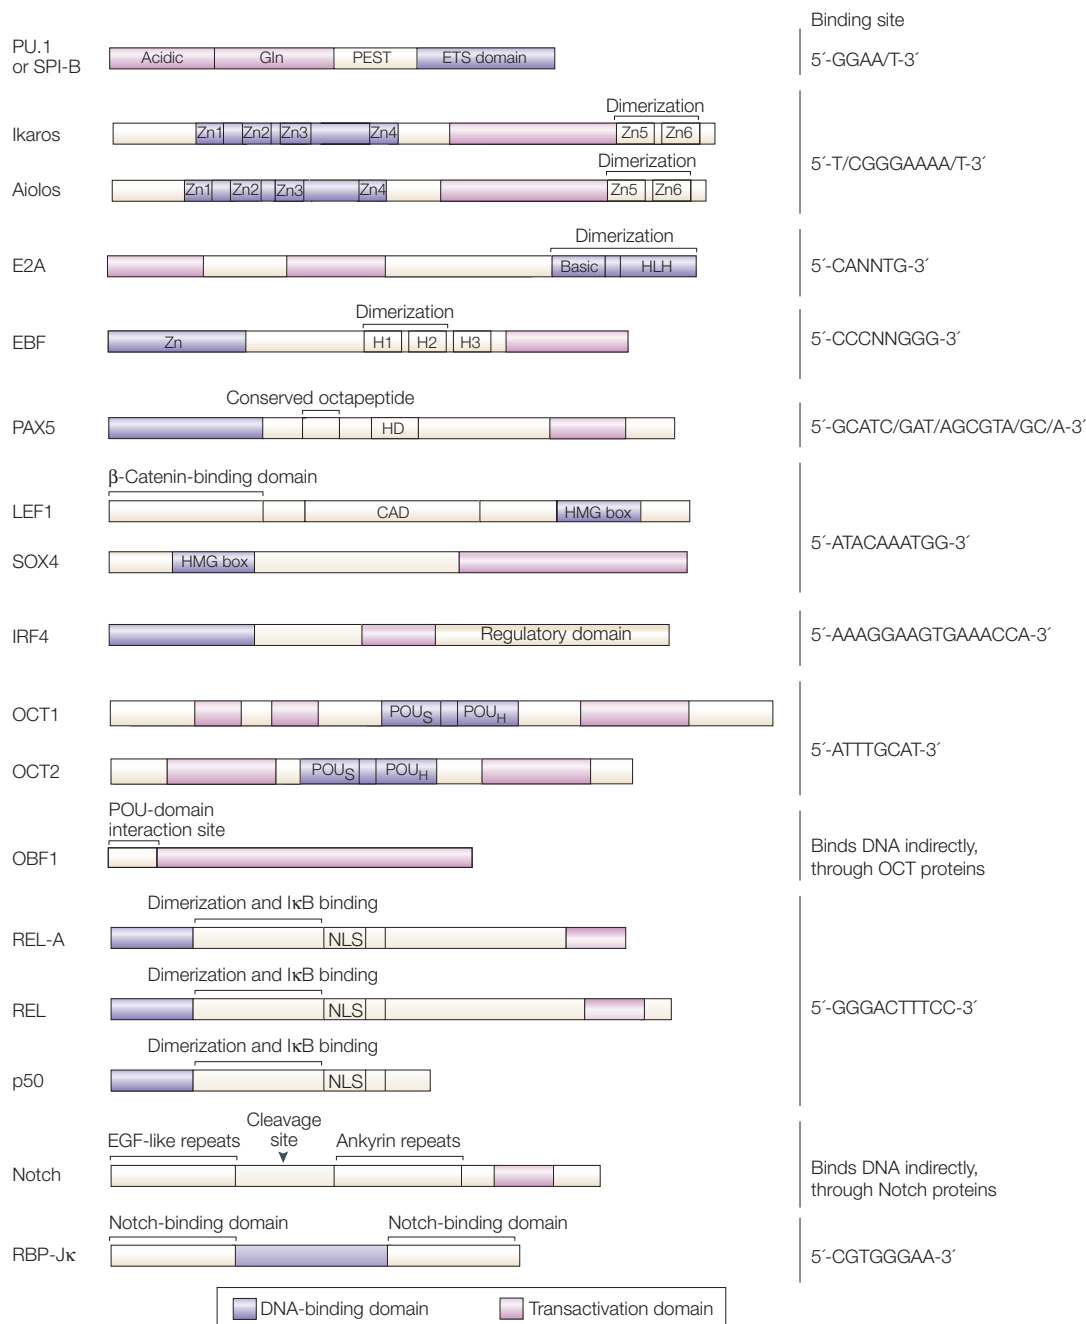 Binding site
PU.1
or SPI-B
Acidic Gln PEST ETS domain
5´-GGAA/T-3´
Dimerization
Ikaros
Zn1 Zn2 Zn3 Zn4 Zn5 Zn6
5´-T/CGGGAAAA/T-3´
Dimerization
Aiolos
Zn1 Zn2 Zn3 Zn4 Zn5 Zn6
Dimerization
E2A
Basic HLH
5´-CANNTG-3´
Dimerization
EBF
Zn H1 H2 H3
5´-CCCNNGGG-3´
Conserved octapeptide
PAX5
HD
5´-GCATC/GAT/AGCGTA/GC/A-3´
β-Catenin-binding domain
LEF1
CAD HMG box
5´-ATACAAATGG-3´
SOX4
HMG box
IRF4
Regulatory domain
5´-AAAGGAAGTGAAACCA-3´
OCT1
POUS POUH
5´-ATTTGCAT-3´
OCT2
POUS POUH
POU-domain
interaction site
OBF1
Binds DNA indirectly,
through OCT proteins
Dimerization and IκB binding
REL-A
NLS
Dimerization and IκB binding
REL
NLS
5´-GGGACTTTCC-3´
Dimerization and IκB binding
p50
NLS
EGF-like repeats
Cleavage
site
Ankyrin repeats
Notch
Binds DNA indirectly,
through Notch proteins
Notch-binding domain Notch-binding domain
RBP-Jκ
5´-CGTGGGAA-3´
DNA-binding domain Transactivation domain